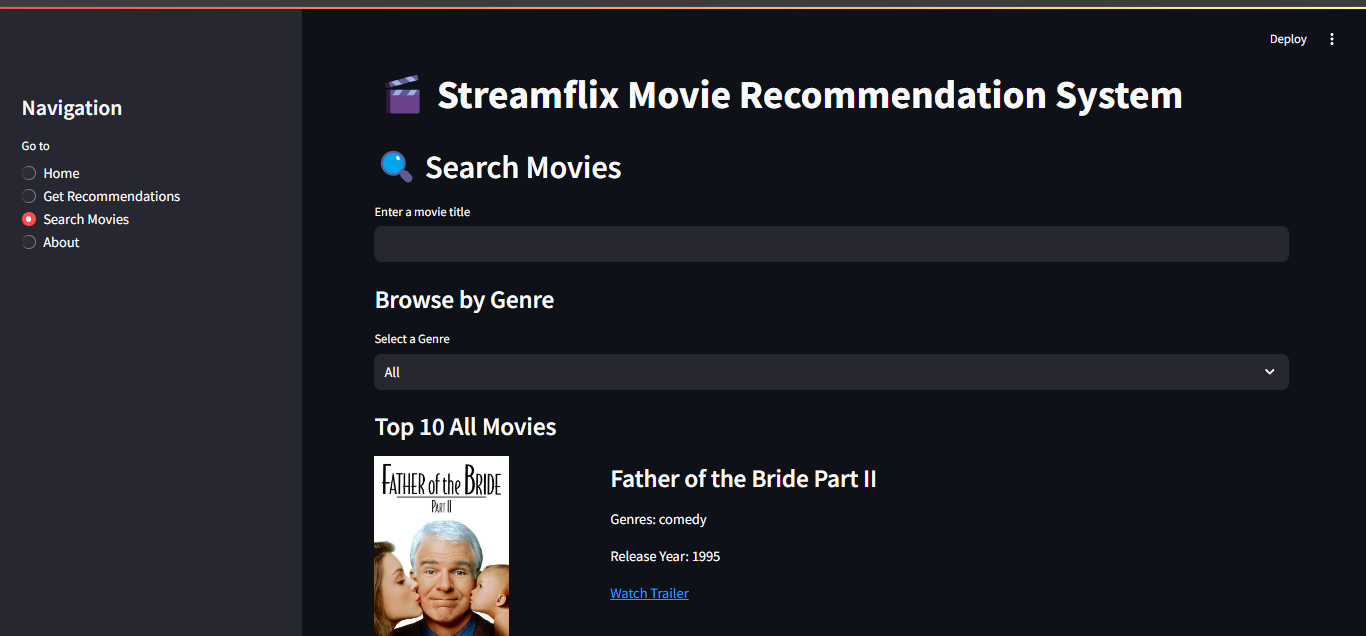 Deploy
Navigation
Go to
Home
Get Recommendations
Search Movies
About
Streamflix Movie Recommendation System
Search Movies
Enter a movie title
Browse by Genre
Select a Genre
All
Top 10 All Movies
FATHER of the BRIDE
PART II
Father of the Bride Part II
Genres: comedy
Release Year: 1995
Watch Trailer